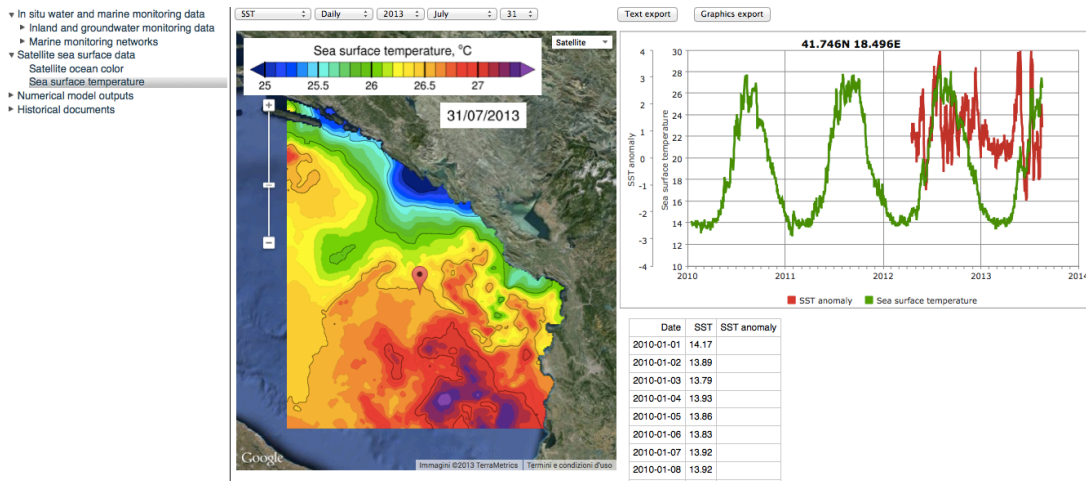 ▼ In situ water and marine monitoring data
▶ Inland and groundwater monitoring data
▶ Marine monitoring networks
▼ Satellite sea surface data
Satellite ocean color
Sea surface temperature
▶ Numerical model outputs
▶ Historical documents
SST Daily 2013 July 31
Text export Graphics export
Satellite
Sea surface temperature, °C
25 25.5 26 26.5 27
31/07/2013
+
−
Google
Immagini ©2013 TerraMetrics Termini e condizioni d'uso
41.746N 18.496E
SST anomaly
4
3
2
1
0
-1
-2
-3
-4
Sea surface temperature
30
28
26
24
22
20
18
16
14
12
10
2010 2011 2012 2013 2014
SST anomaly Sea surface temperature
Date SST SST anomaly
2010-01-01 14.17
2010-01-02 13.89
2010-01-03 13.79
2010-01-04 13.93
2010-01-05 13.86
2010-01-06 13.83
2010-01-07 13.92
2010-01-08 13.92